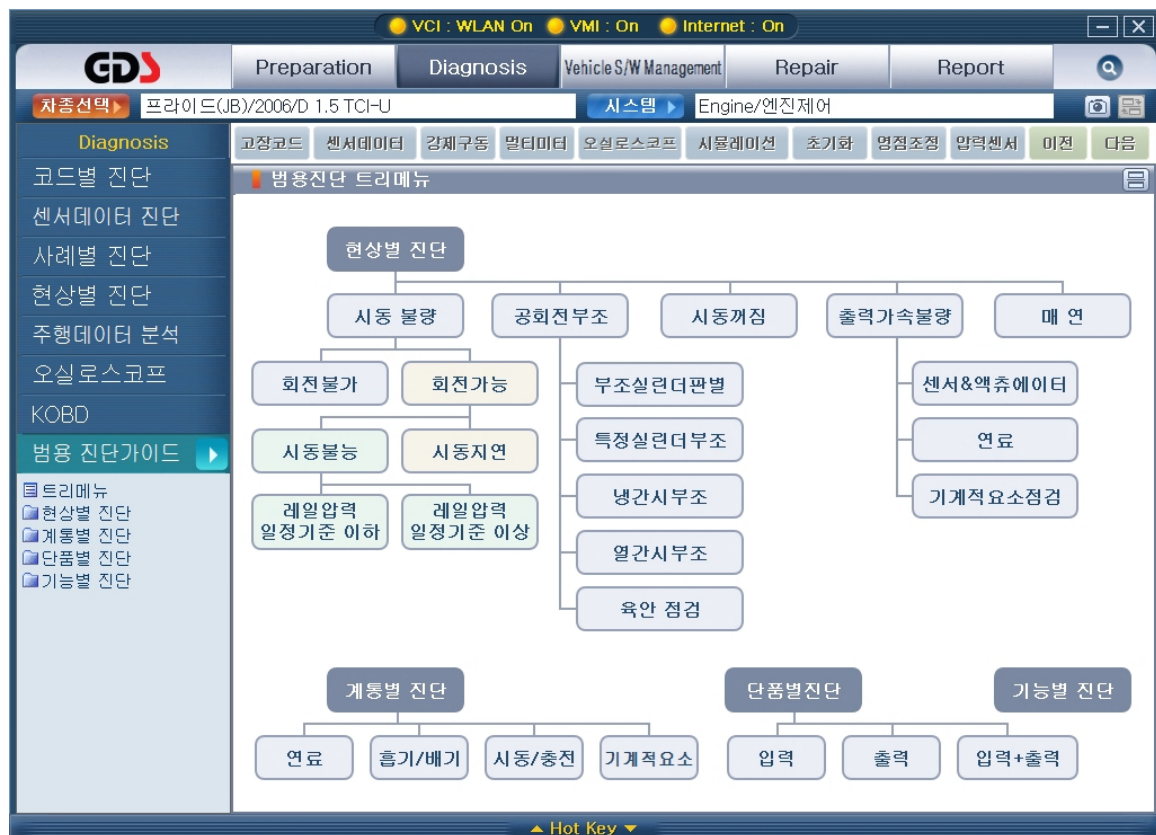 VCI : WLAN On VMI : On Internet : On
GDS Preparation Diagnosis Vehicle S/W Management Repair Report
차종선택 프라이드(JB)/2006/D 1.5 TCI-U 시스템 Engine/엔진제어
Diagnosis
고장코드 센서데이터 강제구동 멀티미터 오실로스코프 시뮬레이션 초기화 영점조정 압력센서 이전 다음
코드별 진단
센서데이터 진단
사례별 진단
현상별 진단
주행데이터 분석
오실로스코프
KOBD
범용 진단가이드
트리메뉴
현상별 진단
계통별 진단
단품별 진단
기능별 진단
범용진단 트리메뉴
현상별 진단
시동 불량 공회전부조 시동꺼짐 출력가속불량 매 연
회전불가 회전가능 부조실린더판별 센서&액츄에이터
시동불능 시동지연 특정실린더부조 연료
레일압력 레일압력 냉간시부조 기계적요소점검
일정기준 이하 일정기준 이상
열간시부조
육안 점검
계통별 진단 단품별진단 기능별 진단
연료 흡기/배기 시동/충전 기계적요소 입력 출력 입력+출력
Hot Key